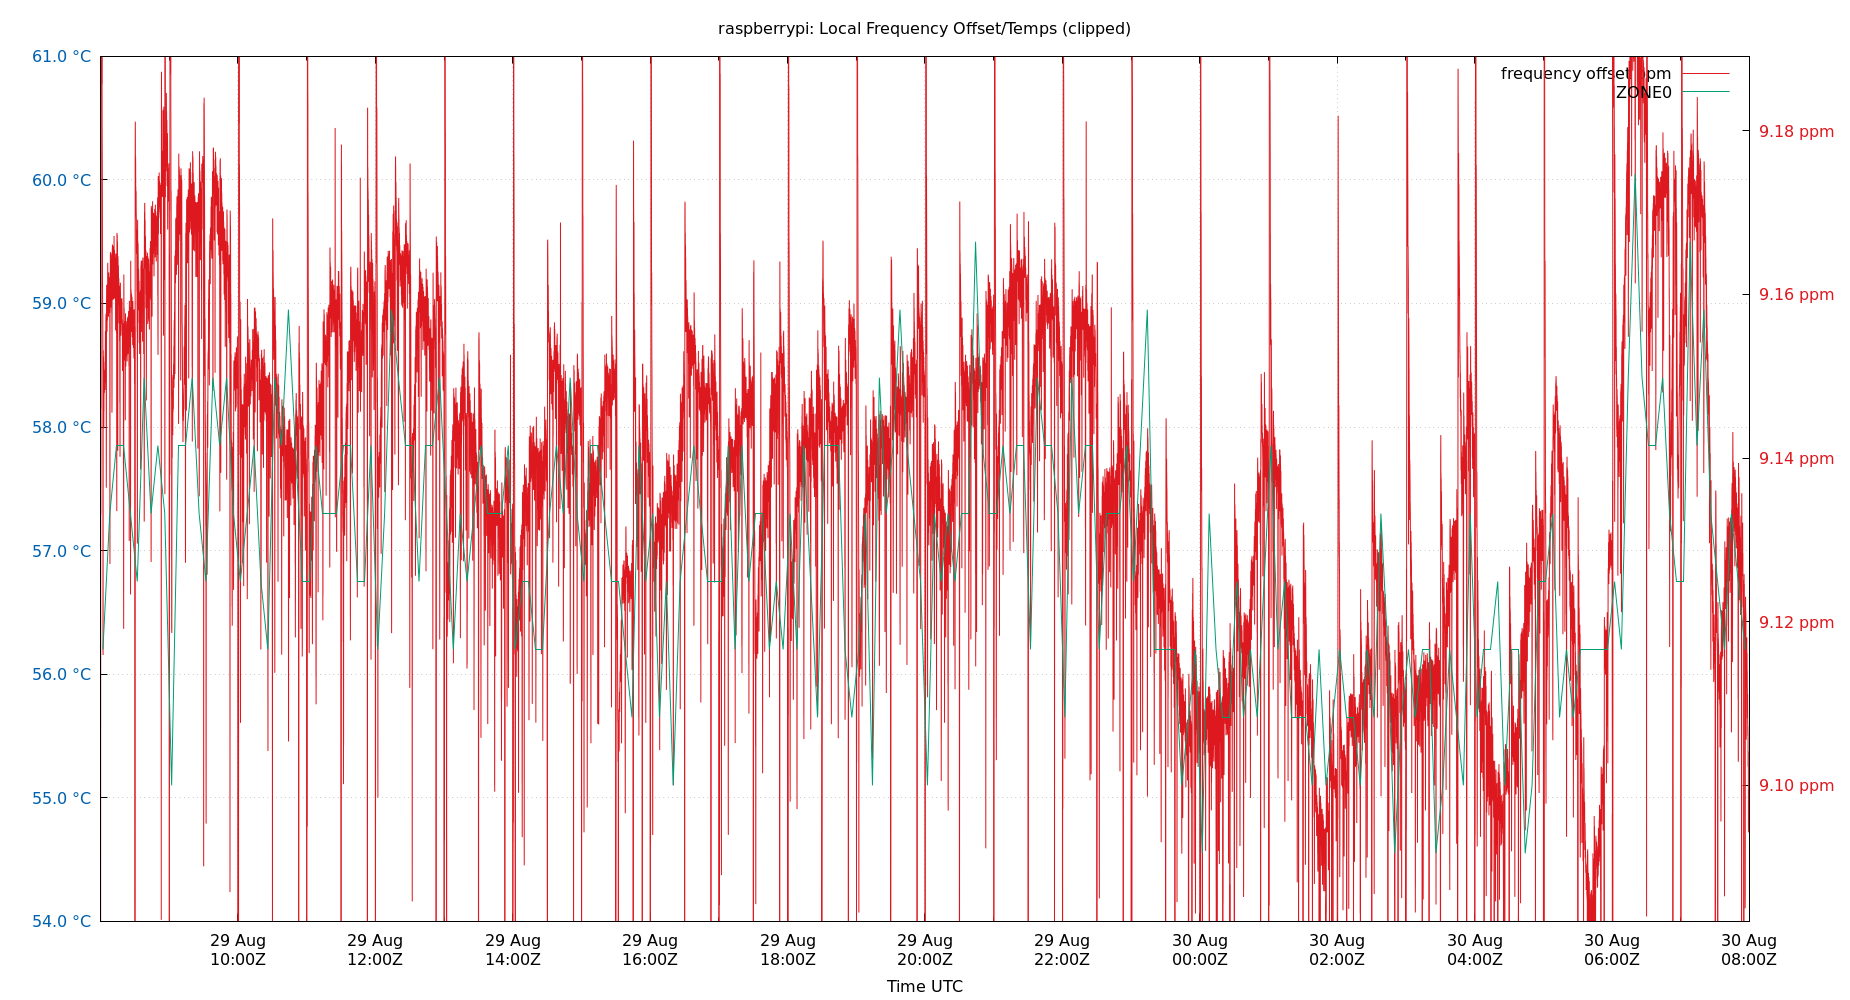 raspberrypi: Local Frequency Offset/Temps (clipped)
61.0 °C
60.0 °C
59.0 °C
58.0 °C
57.0 °C
56.0 °C
55.0 °C
54.0 °C
frequency offset ppm
ZONE0
9.18 ppm
9.16 ppm
9.14 ppm
9.12 ppm
9.10 ppm
29 Aug
10:00Z
29 Aug
12:00Z
29 Aug
14:00Z
29 Aug
16:00Z
29 Aug
18:00Z
29 Aug
20:00Z
29 Aug
22:00Z
30 Aug
00:00Z
30 Aug
02:00Z
30 Aug
04:00Z
30 Aug
06:00Z
30 Aug
08:00Z
Time UTC